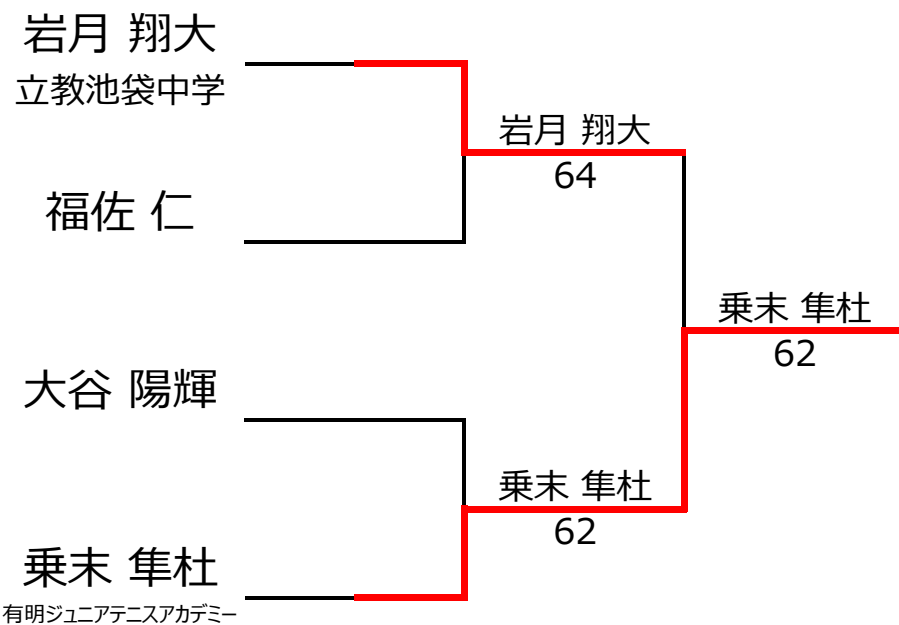 岩月 翔大
立教池袋中学
岩月 翔大
64
福佐 仁
乗末 隼杜
62
大谷 陽輝
乗末 隼杜
62
乗末 隼杜
有明ジュニアテニスアカデミー